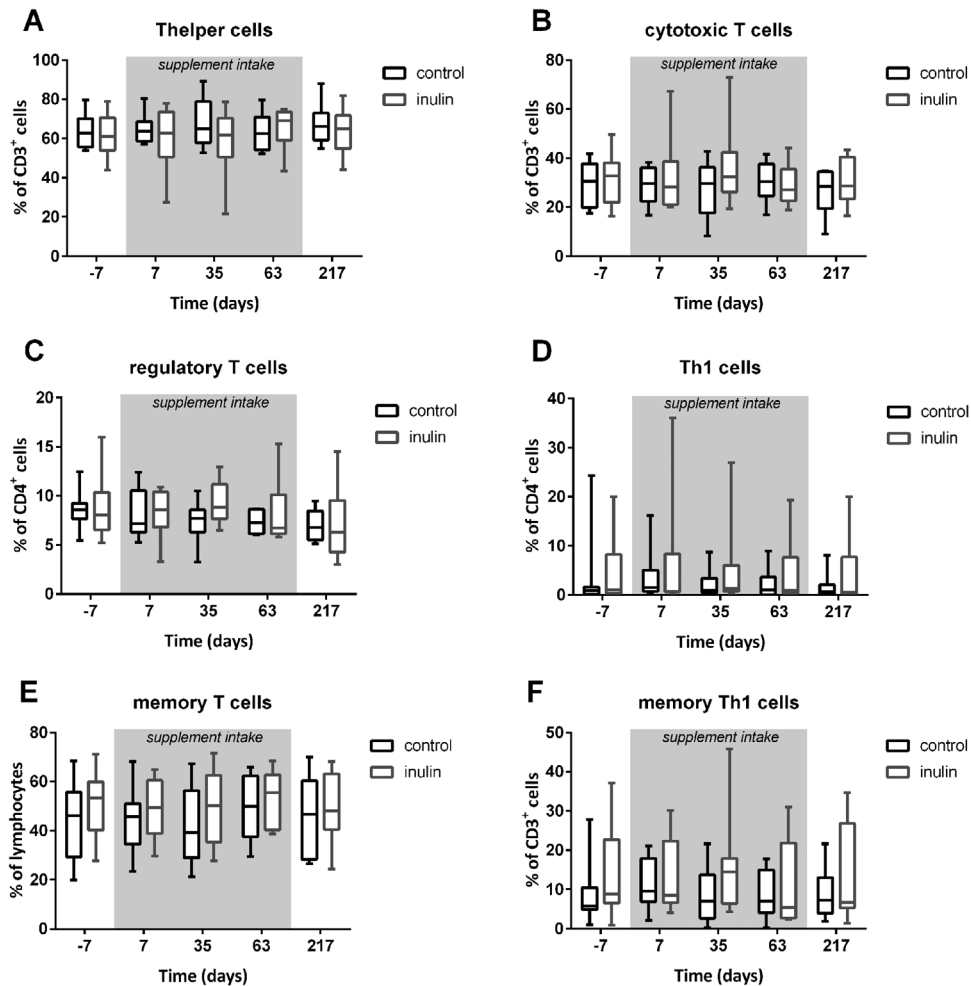 A
Thelper cells
supplement intake
control
inulin
% of CD3+ cells
100
80
60
40
20
0
-7 7 35 63 217
Time (days)
B
cytotoxic T cells
supplement intake
control
inulin
% of CD3+ cells
80
60
40
20
0
-7 7 35 63 217
Time (days)
C
regulatory T cells
supplement intake
control
inulin
% of CD4+ cells
20
15
10
5
0
-7 7 35 63 217
Time (days)
D
Th1 cells
supplement intake
control
inulin
% of CD4+ cells
40
30
20
10
0
-7 7 35 63 217
Time (days)
E
memory T cells
supplement intake
control
inulin
% of lymphocytes
80
60
40
20
0
-7 7 35 63 217
Time (days)
F
memory Th1 cells
supplement intake
control
inulin
% of CD3+ cells
50
40
30
20
10
0
-7 7 35 63 217
Time (days)